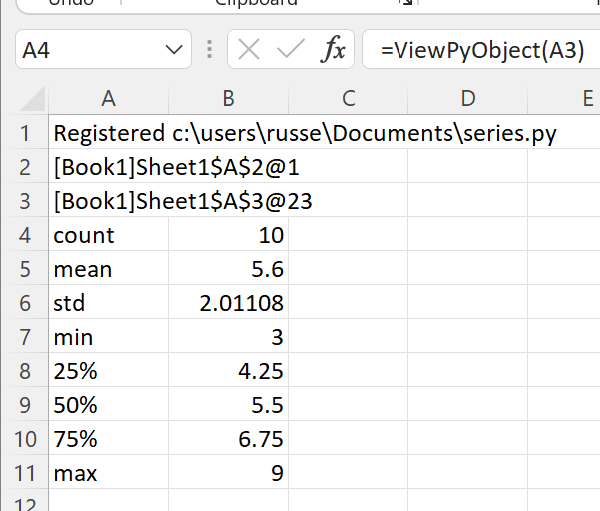 Undo Clipboard
A4 fx =ViewPyObject(A3)
A B C D E
1 Registered c:\users\russe\Documents\series.py
2 [Book1]Sheet1$A$2@1
3 [Book1]Sheet1$A$3@23
4 count 10
5 mean 5.6
6 std 2.01108
7 min 3
8 25% 4.25
9 50% 5.5
10 75% 6.75
11 max 9
12